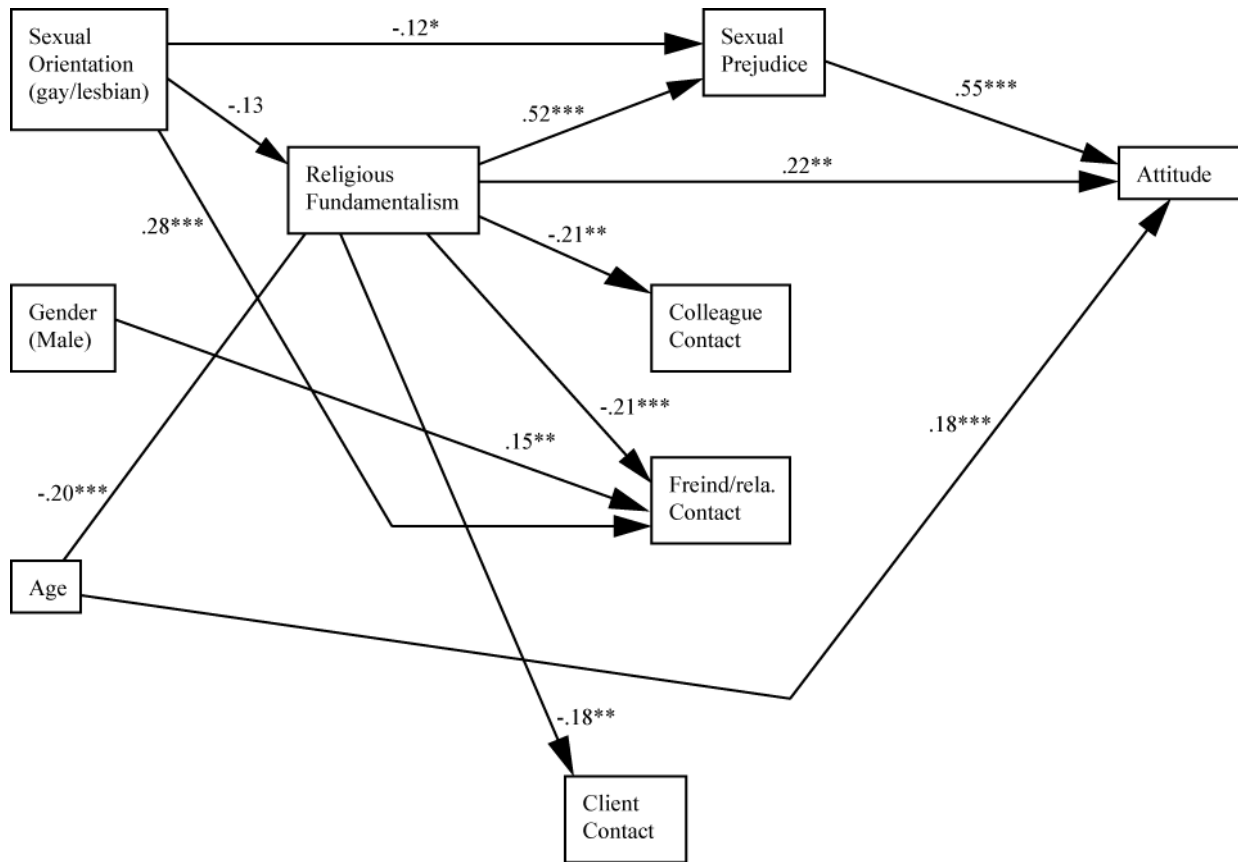 Sexual
Orientation
(gay/lesbian)
-.12*
Sexual
Prejudice
-.13
.52***
.55***
Religious
Fundamentalism
.22**
Attitude
.28***
-.21**
Gender
(Male)
Colleague
Contact
-.21***
.15**
.18***
-.20***
Freind/rela.
Contact
Age
-.18**
Client
Contact